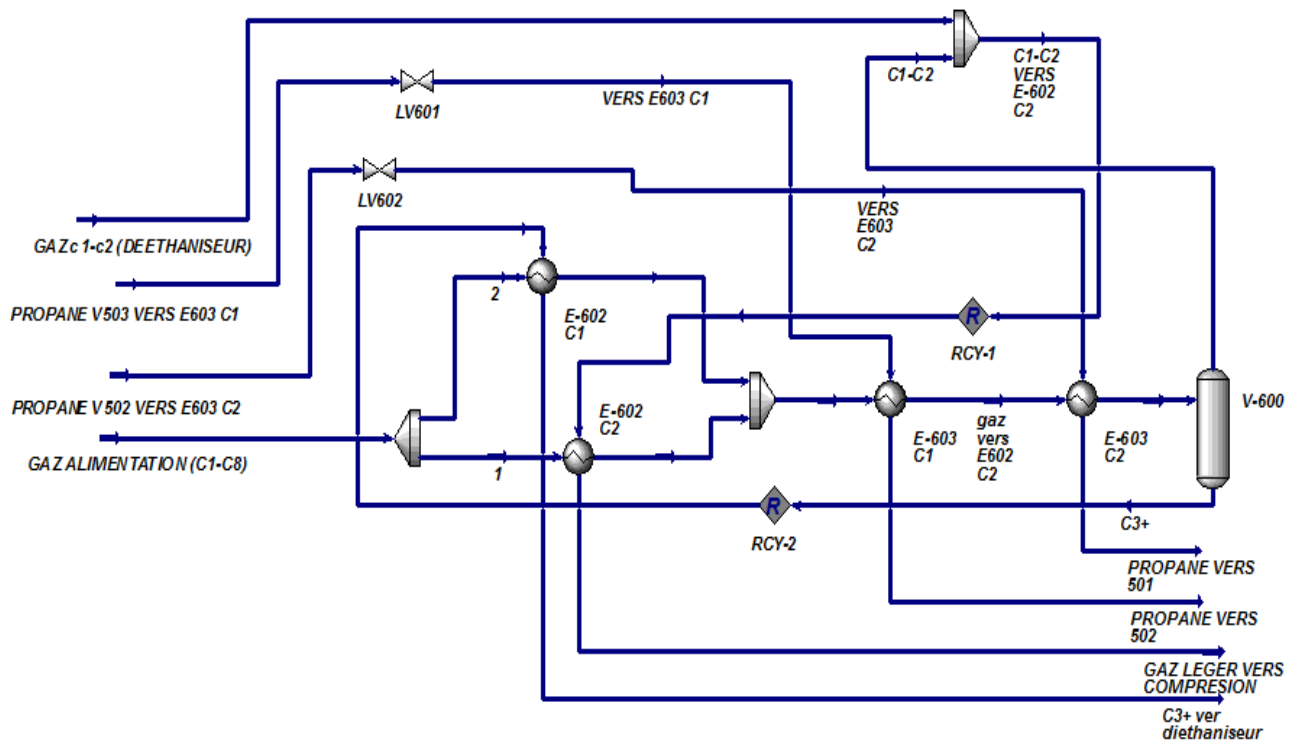 C1-C2
C1-C2
VERS
E-602
C2
LV601
VERS E603 C1
LV602
VERS
E603
C2
GAZc 1-c2 (DEETHANISEUR)
PROPANE V503 VERS E603 C1
2
E-602
C1
RCY-1
PROPANE V502 VERS E603 C2
E-602
C2
V-600
GAZ ALIMENTATION (C1-C8)
1
E-603
C1
gaz
vers
E602
C2
E-603
C2
C3+
RCY-2
R
R
PROPANE VERS
501
PROPANE VERS
502
GAZ LEGER VERS
COMPRESION
C3+ ver
diethaniseur